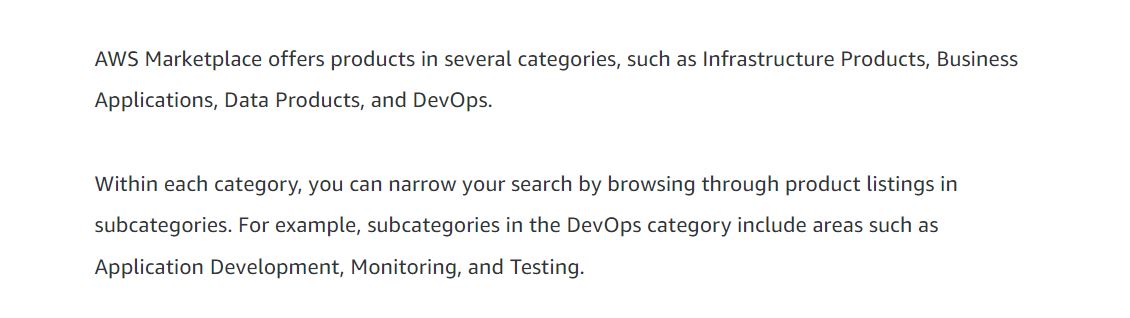 AWS Marketplace offers products in several categories, such as Infrastructure Products, Business
Applications, Data Products, and DevOps.
Within each category, you can narrow your search by browsing through product listings in
subcategories. For example, subcategories in the DevOps category include areas such as
Application Development, Monitoring, and Testing.